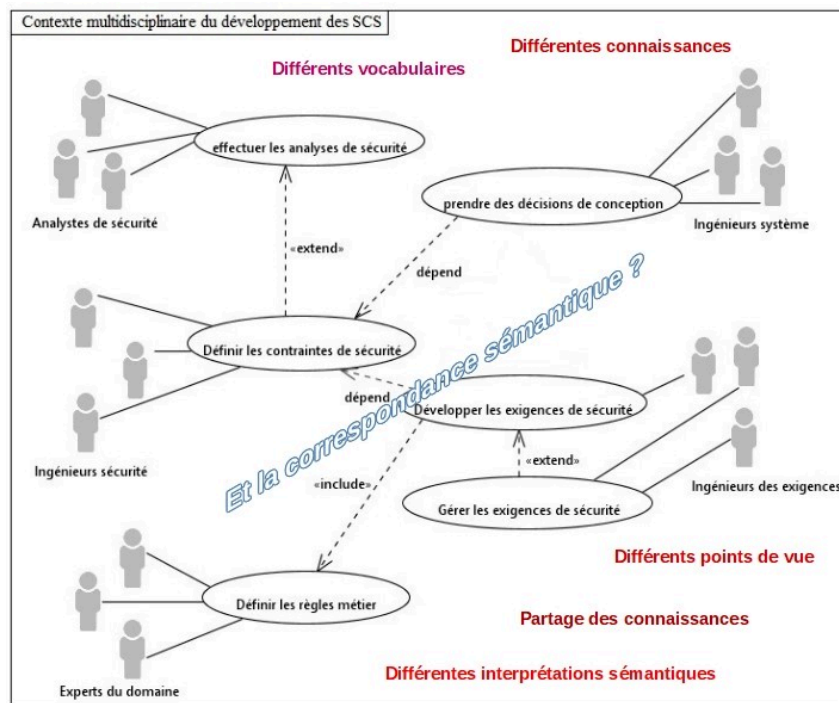 Contexte multidisciplinaire du développement des SCS
Différentes connaissances
Différents vocabulaires
effectuer les analyses de sécurité
prendre des décisions de conception
Analystes de sécurité
Ingénieurs système
«extend»
dépend
Et la correspondance sémantique ?
Définir les contraintes de sécurité
dépend
Développer les exigences de sécurité
Ingénieurs sécurité
«extend»
Ingénieurs des exigences
«include»
Gérer les exigences de sécurité
Différents points de vue
Définir les règles métier
Partage des connaissances
Différentes interprétations sémantiques
Experts du domaine